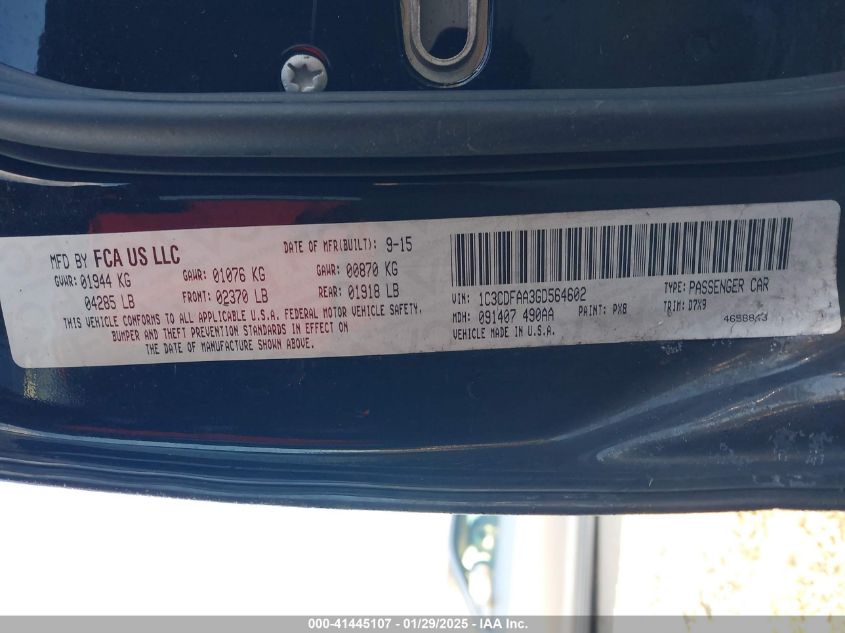 MFD BY FCA US LLC DATE OF MFR(BUILT): 9-15
GVWR: 01944 KG GAWR: 01076 KG GAWR: 00870 KG
04285 LB FRONT: 02370 LB REAR: 01918 LB
THIS VEHICLE CONFORMS TO ALL APPLICABLE U.S.A. FEDERAL MOTOR VEHICLE SAFETY,
BUMPER AND THEFT PREVENTION STANDARDS IN EFFECT ON
THE DATE OF MANUFACTURE SHOWN ABOVE.
VIN: 1C3CDFAA3GD564602 TYPE: PASSENGER CAR
MDH: 091407 490AA PAINT: PX8 TRIM: D7X9
VEHICLE MADE IN U.S.A.
000-41445107 - 01/29/2025 - IAA Inc.